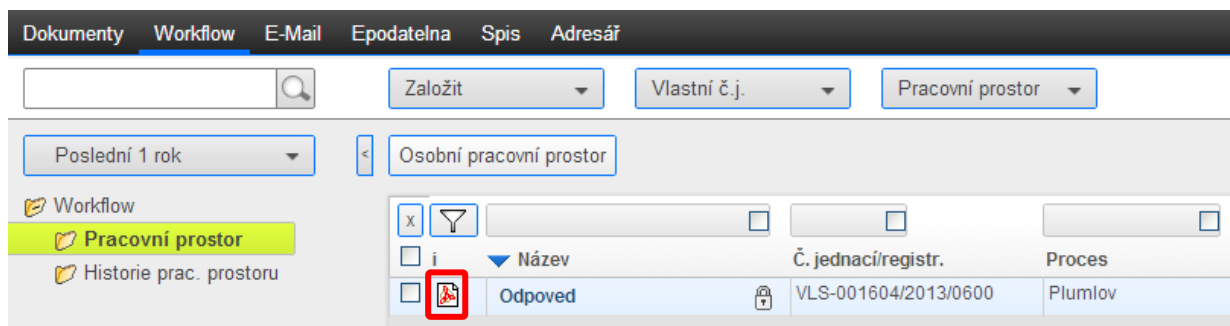 Dokumenty Workflow E-Mail Epodatelna Spis Adresář
Založit Vlastní č.j. Pracovní prostor
Poslední 1 rok < Osobní pracovní prostor
Workflow
x
Pracovní prostor
i Název Č. jednací/registr. Proces
Historie prac. prostoru
Odpoved VLS-001604/2013/0600 Plumlov